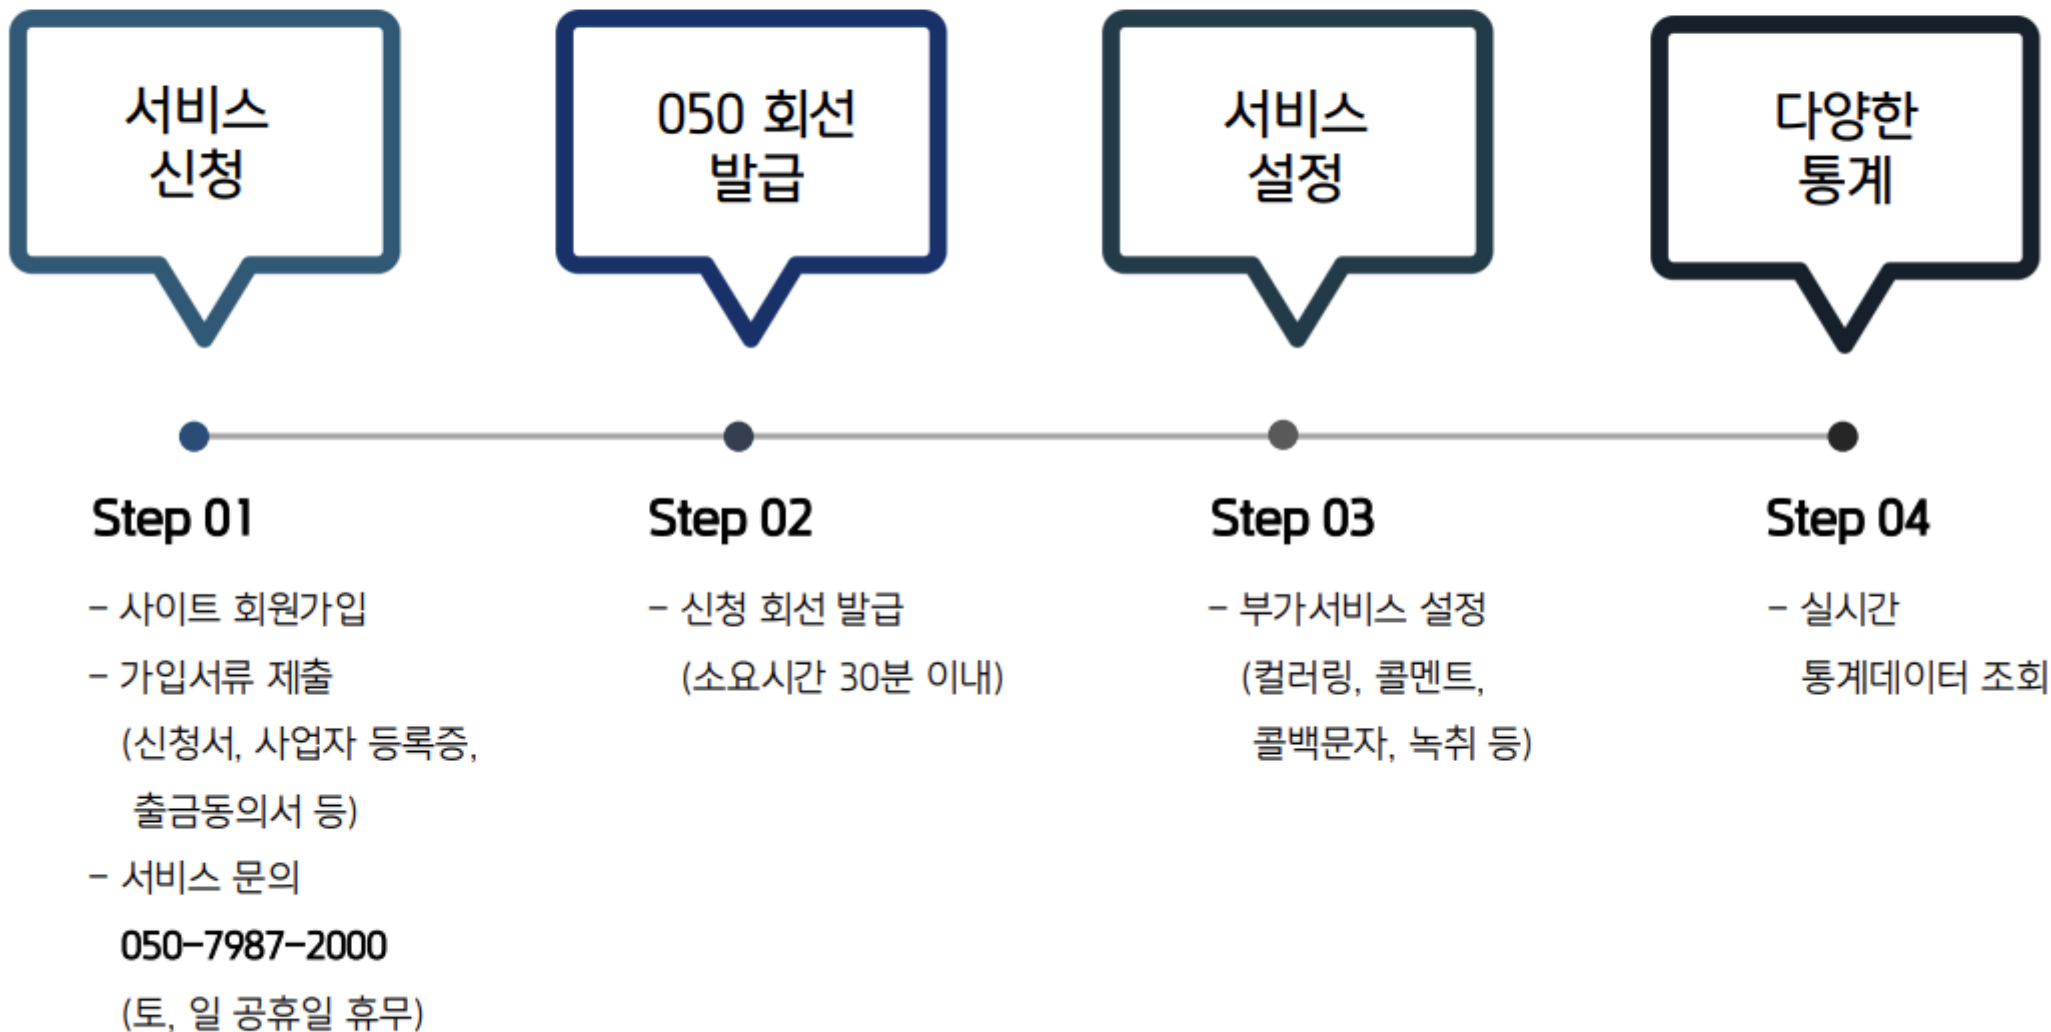 서비스
신청
050 회선
발급
서비스
설정
다양한
통계
Step 01
- 사이트 회원가입
- 가입서류 제출
(신청서, 사업자 등록증,
출금동의서 등)
- 서비스 문의
050-7987-2000
(토, 일 공휴일 휴무)
Step 02
- 신청 회선 발급
(소요시간 30분 이내)
Step 03
- 부가서비스 설정
(컬러링, 콜멘트,
콜백문자, 녹취 등)
Step 04
- 실시간
통계데이터 조회